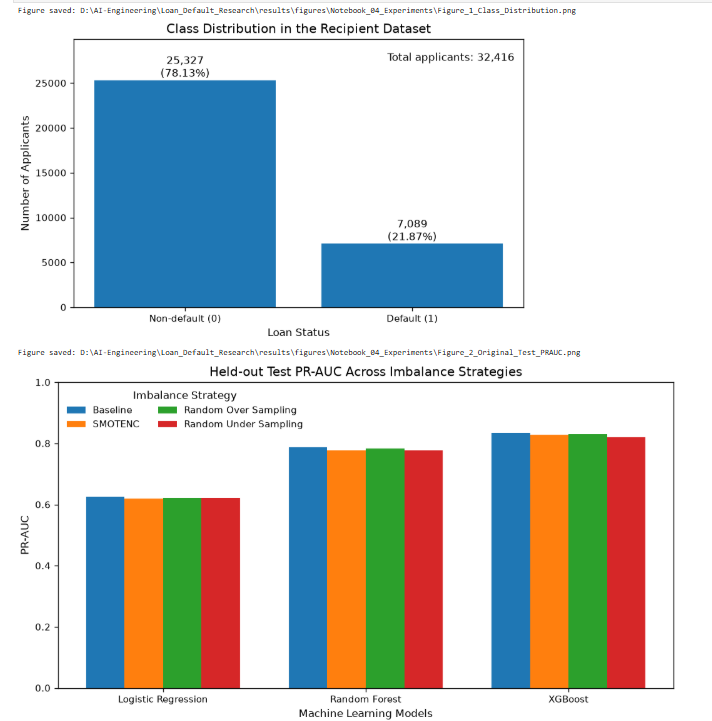 Figure saved: D:\AI-Engineering\Loan_Default_Research\results\figures\Notebook_04_Experiments\Figure_1_Class_Distribution.png
Class Distribution in the Recipient Dataset
25,327
(78.13%)
Total applicants: 32,416
7,089
(21.87%)
Number of Applicants
25000
20000
15000
10000
5000
0
Non-default (0)
Default (1)
Loan Status
Figure saved: D:\AI-Engineering\Loan_Default_Research\results\figures\Notebook_04_Experiments\Figure_2_Original_Test_PRAUC.png
Held-out Test PR-AUC Across Imbalance Strategies
Imbalance Strategy
Baseline
SMOTENC
Random Over Sampling
Random Under Sampling
PR-AUC
1.0
0.8
0.6
0.4
0.2
0.0
Logistic Regression
Random Forest
XGBoost
Machine Learning Models